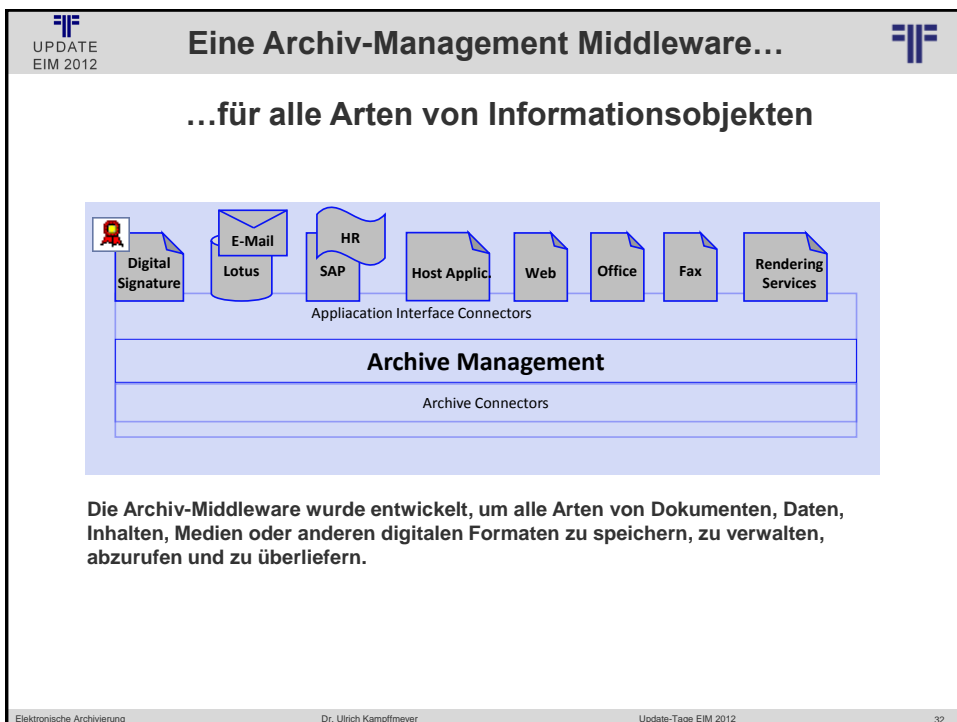 UPDATE
EIM 2012
Eine Archiv-Management Middleware…
…für alle Arten von Informationsobjekten
Digital
Signature
E-Mail
Lotus
HR
SAP
Host Applic.
Web
Office
Fax
Rendering
Services
Appliacation Interface Connectors
Archive Management
Archive Connectors
Die Archiv-Middleware wurde entwickelt, um alle Arten von Dokumenten, Daten,
Inhalten, Medien oder anderen digitalen Formaten zu speichern, zu verwalten,
abzurufen und zu überliefern.
Elektronische Archivierung
Dr. Ulrich Kampffmeyer
Update-Tage EIM 2012
32